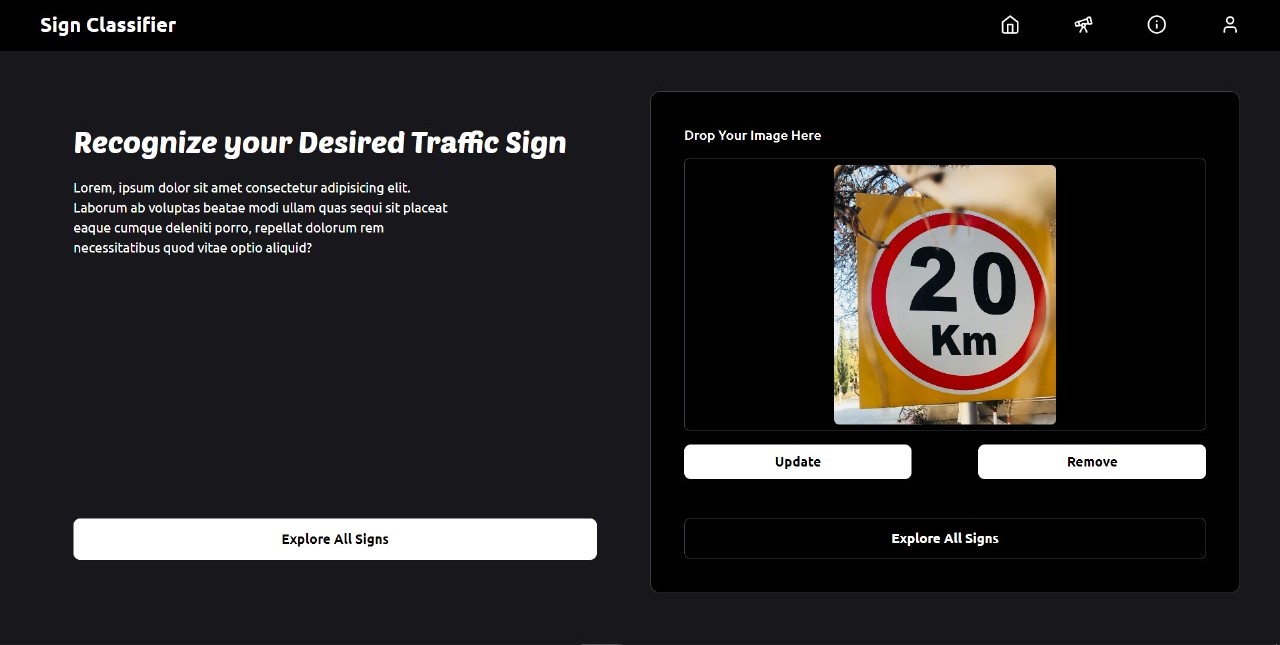 Sign Classifier
Recognize your Desired Traffic Sign
Lorem, ipsum dolor sit amet consectetur adipisicing elit.
Laborum ab voluptas beatae modi ullam quas sequi sit placeat
eaque cumque deleniti porro, repellat dolorum rem
necessitatibus quod vitae optio aliquid?
Explore All Signs
Drop Your Image Here
20
Km
Update
Remove
Explore All Signs